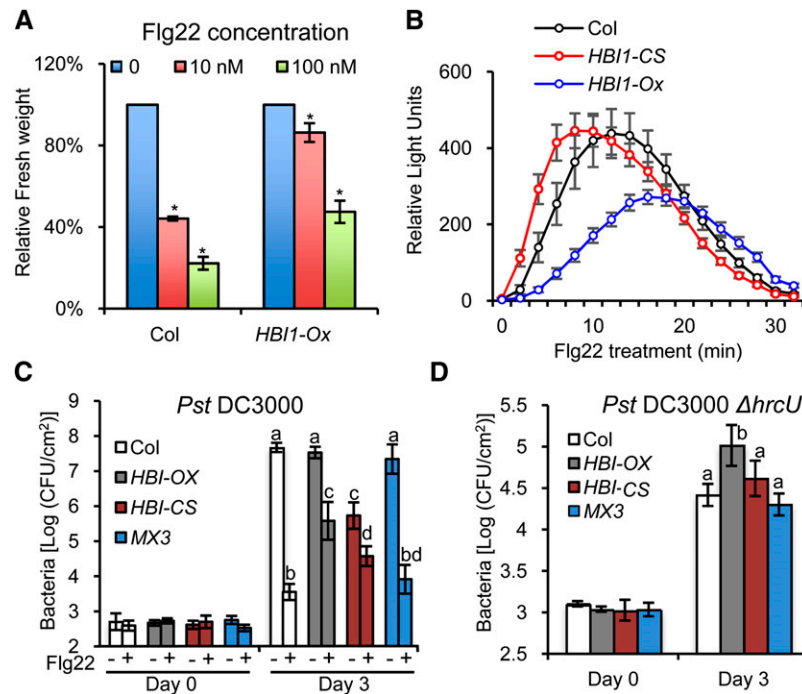 A
Flg22 concentration
120%
0
10 nM
100 nM
80%
40%
0%
Relative Fresh weight
*
*
*
*
Col
HBI1-Ox
B
Col
HBI1-CS
HBI1-Ox
600
400
200
0
Relative Light Units
0
10
20
30
Flg22 treatment (min)
C
Pst DC3000
8
7
6
5
4
3
2
Bacteria [Log (CFU/cm²)]
Col
HBI-OX
HBI-CS
MX3
a
b
a
c
c
d
a
bd
Flg22
- + - + - + - +
- + - + - + - +
Day 0
Day 3
D
Pst DC3000 ΔhrcU
5.5
5
4.5
4
3.5
3
2.5
Bacteria [Log (CFU/cm²)]
Col
HBI-OX
HBI-CS
MX3
a
b
a
a
Day 0
Day 3